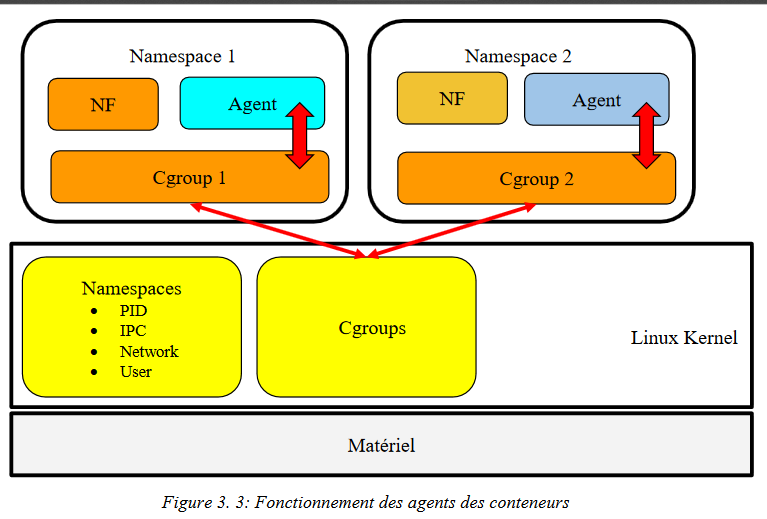 Namespace 1
NF
Agent
Cgroup 1
Namespace 2
NF
Agent
Cgroup 2
Namespaces
• PID
• IPC
• Network
• User
Cgroups
Linux Kernel
Matériel
Figure 3. 3: Fonctionnement des agents des conteneurs